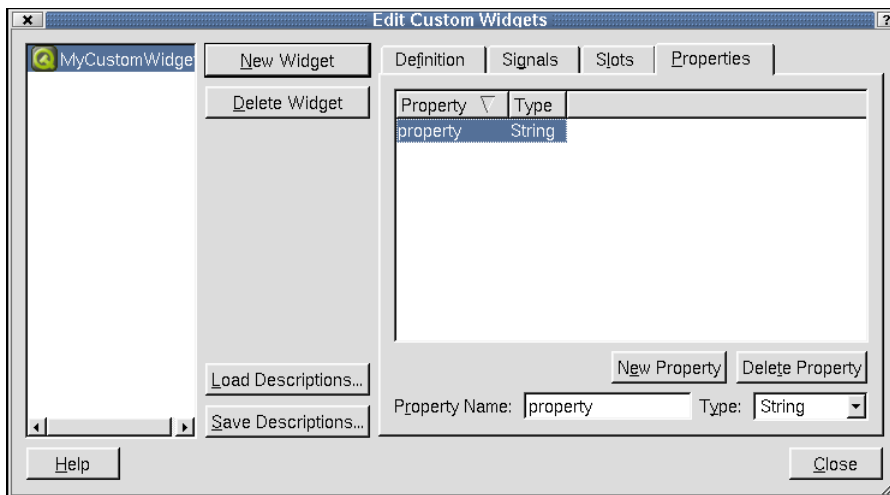 Edit Custom Widgets
?
MyCustomWidge
New Widget
Delete Widget
Load Descriptions...
Save Descriptions...
Definition Signals Slots Properties
Property Type
property String
New Property Delete Property
Property Name: property Type: String
Help Close